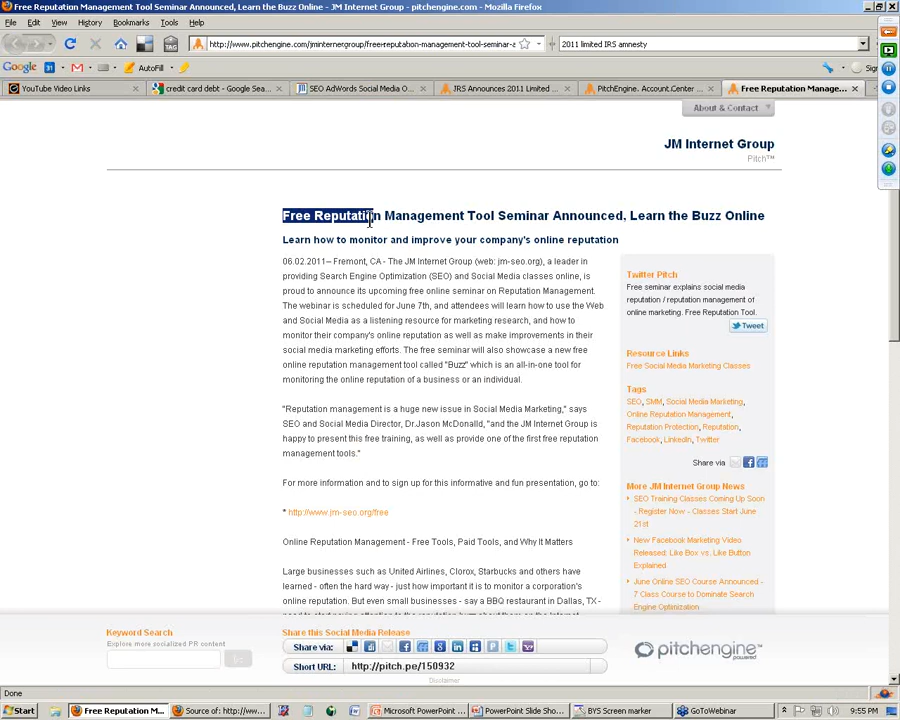 Free Reputation Management Tool Seminar Announced, Learn the Buzz Online - JM Internet Group - pitchengine.com - Mozilla Firefox
File Edit View History Bookmarks Tools Help
http://www.pitchengine.com/jminternetgroup/free-reputation-management-tool-seminar-a
2011 limited IRS amnesty
Google
AutoFill
Sign
YouTube Video Links
credit card debt - Google Sea...
SEO AdWords Social Media O...
IRS Announces 2011 Limited ...
PitchEngine. Account.Center
Free Reputation Manage...
About & Contact
JM Internet Group
Pitch™
Free Reputation Management Tool Seminar Announced, Learn the Buzz Online
Learn how to monitor and improve your company's online reputation
06.02.2011– Fremont, CA - The JM Internet Group (web: jm-seo.org), a leader in
providing Search Engine Optimization (SEO) and Social Media classes online, is
proud to announce its upcoming free online seminar on Reputation Management.
The webinar is scheduled for June 7th, and attendees will learn how to use the Web
and Social Media as a listening resource for marketing research, and how to
monitor their company's online reputation as well as make improvements in their
social media marketing efforts. The free seminar will also showcase a new free
online reputation management tool called "Buzz" which is an all-in-one tool for
monitoring the online reputation of a business or an individual.
"Reputation management is a huge new issue in Social Media Marketing," says
SEO and Social Media Director, Dr.Jason McDonalld, "and the JM Internet Group is
happy to present this free training, as well as provide one of the first free reputation
management tools."
For more information and to sign up for this informative and fun presentation, go to:
* http://www.jm-seo.org/free
Online Reputation Management - Free Tools, Paid Tools, and Why It Matters
Large businesses such as United Airlines, Clorox, Starbucks and others have
learned - often the hard way - just how important it is to monitor a corporation's
online reputation. But even small businesses - say a BBQ restaurant in Dallas, TX -
Twitter Pitch
Free seminar explains social media
reputation / reputation management of
online marketing. Free Reputation Tool.
Tweet
Resource Links
Free Social Media Marketing Classes
Tags
SEO, SMM, Social Media Marketing,
Online Reputation Management,
Reputation Protection, Reputation,
Facebook, LinkedIn, Twitter
Share via
More JM Internet Group News
SEO Training Classes Coming Up Soon
- Register Now - Classes Start June
21st
New Facebook Marketing Video
Released: Like Box vs. Like Button
Explained
June Online SEO Course Announced -
7 Class Course to Dominate Search
Engine Optimization
Keyword Search
Explore more socialized PR content
Share this Social Media Release
Share via:
Short URL: http://pitch.pe/150932
Disclaimer
pitchengine
powered
Done
Start
Free Reputation M...
Source of: http://ww...
Microsoft PowerPoint ...
PowerPoint Slide Sho...
BYS Screen marker
GoToWebinar
9:55 PM